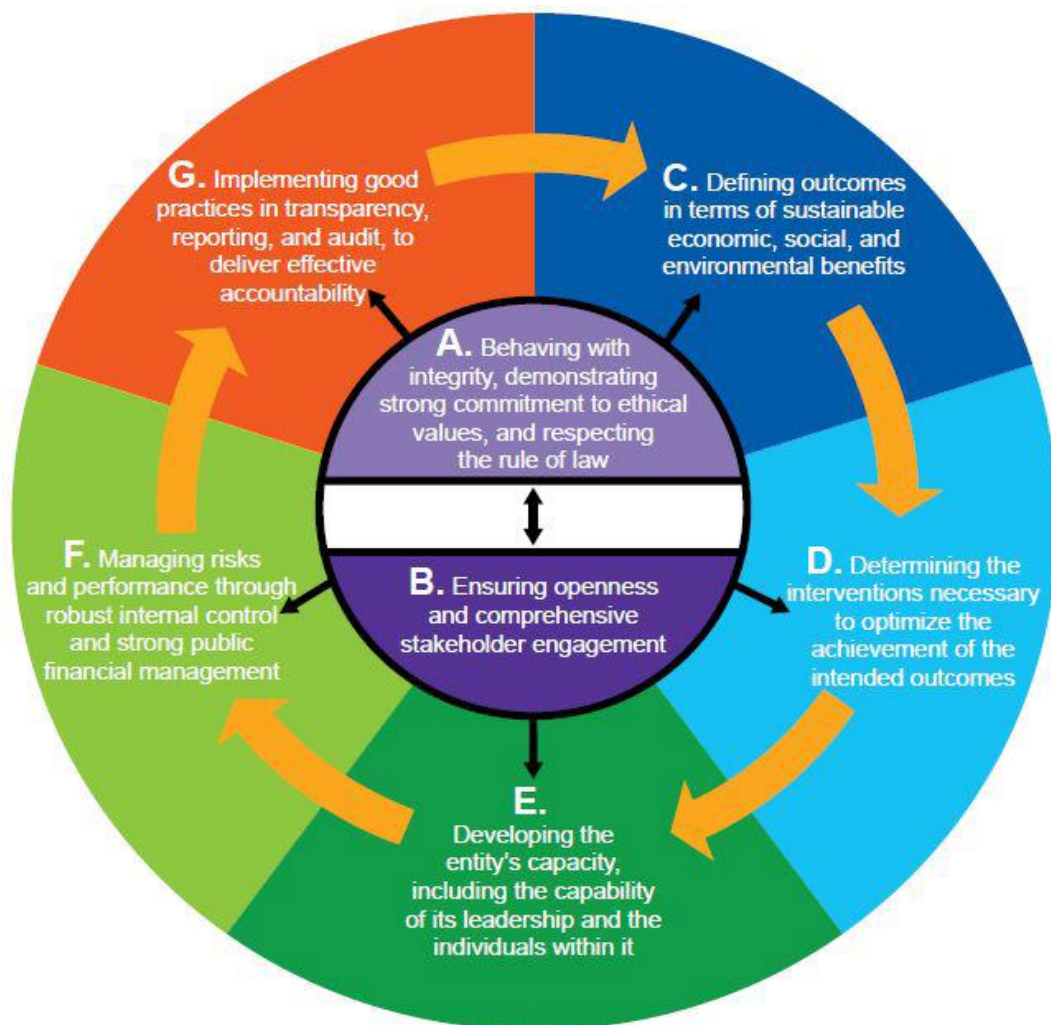 A. Behaving with
integrity, demonstrating
strong commitment to ethical
values, and respecting
the rule of law
B. Ensuring openness
and comprehensive
stakeholder engagement
C. Defining outcomes
in terms of sustainable
economic, social, and
environmental benefits
D. Determining the
interventions necessary
to optimize the
achievement of the
intended outcomes
E.
Developing the
entity's capacity,
including the capability
of its leadership and the
individuals within it
F. Managing risks
and performance through
robust internal control
and strong public
financial management
G. Implementing good
practices in transparency,
reporting, and audit, to
deliver effective
accountability